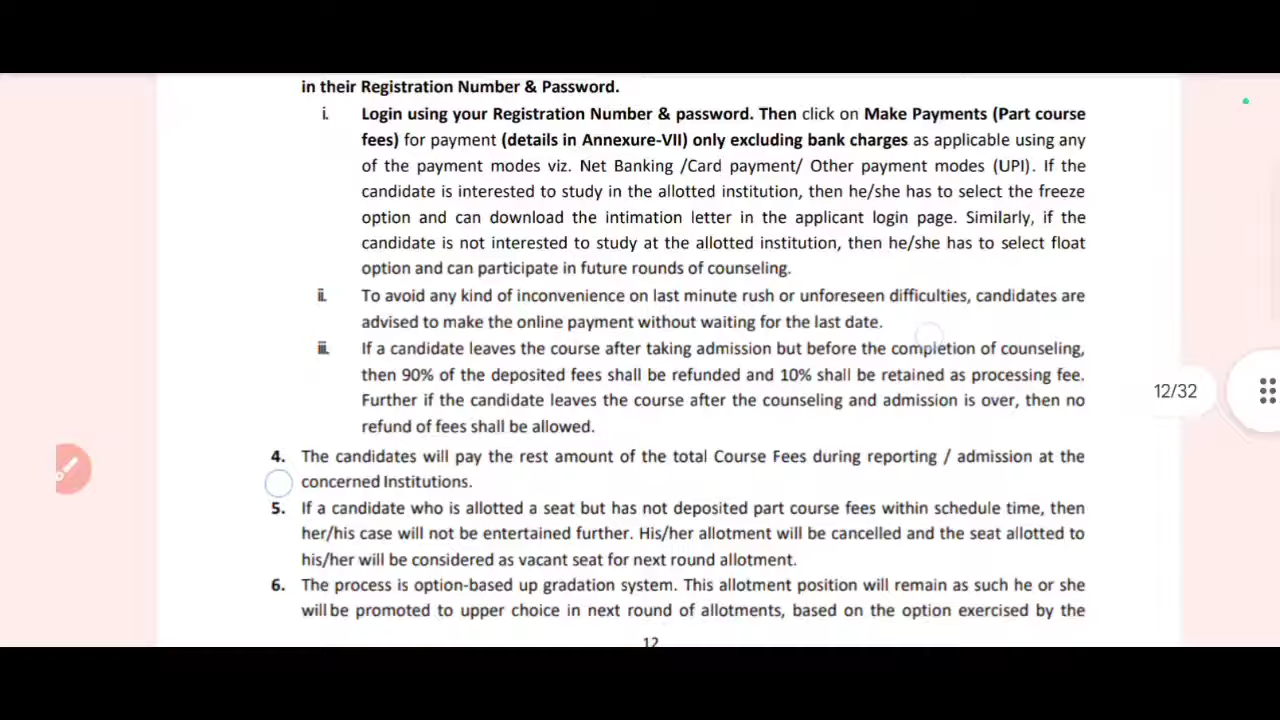 in their Registration Number & Password.
i. Login using your Registration Number & password. Then click on Make Payments (Part course
fees) for payment (details in Annexure-VII) only excluding bank charges as applicable using any
of the payment modes viz. Net Banking /Card payment/ Other payment modes (UPI). If the
candidate is interested to study in the allotted institution, then he/she has to select the freeze
option and can download the intimation letter in the applicant login page. Similarly, if the
candidate is not interested to study at the allotted institution, then he/she has to select float
option and can participate in future rounds of counseling.
ii. To avoid any kind of inconvenience on last minute rush or unforeseen difficulties, candidates are
advised to make the online payment without waiting for the last date.
iii. If a candidate leaves the course after taking admission but before the completion of counseling,
then 90% of the deposited fees shall be refunded and 10% shall be retained as processing fee.
Further if the candidate leaves the course after the counseling and admission is over, then no
refund of fees shall be allowed.
12/32
4. The candidates will pay the rest amount of the total Course Fees during reporting / admission at the
concerned Institutions.
5. If a candidate who is allotted a seat but has not deposited part course fees within schedule time, then
her/his case will not be entertained further. His/her allotment will be cancelled and the seat allotted to
his/her will be considered as vacant seat for next round allotment.
6. The process is option-based up gradation system. This allotment position will remain as such he or she
will be promoted to upper choice in next round of allotments, based on the option exercised by the
12